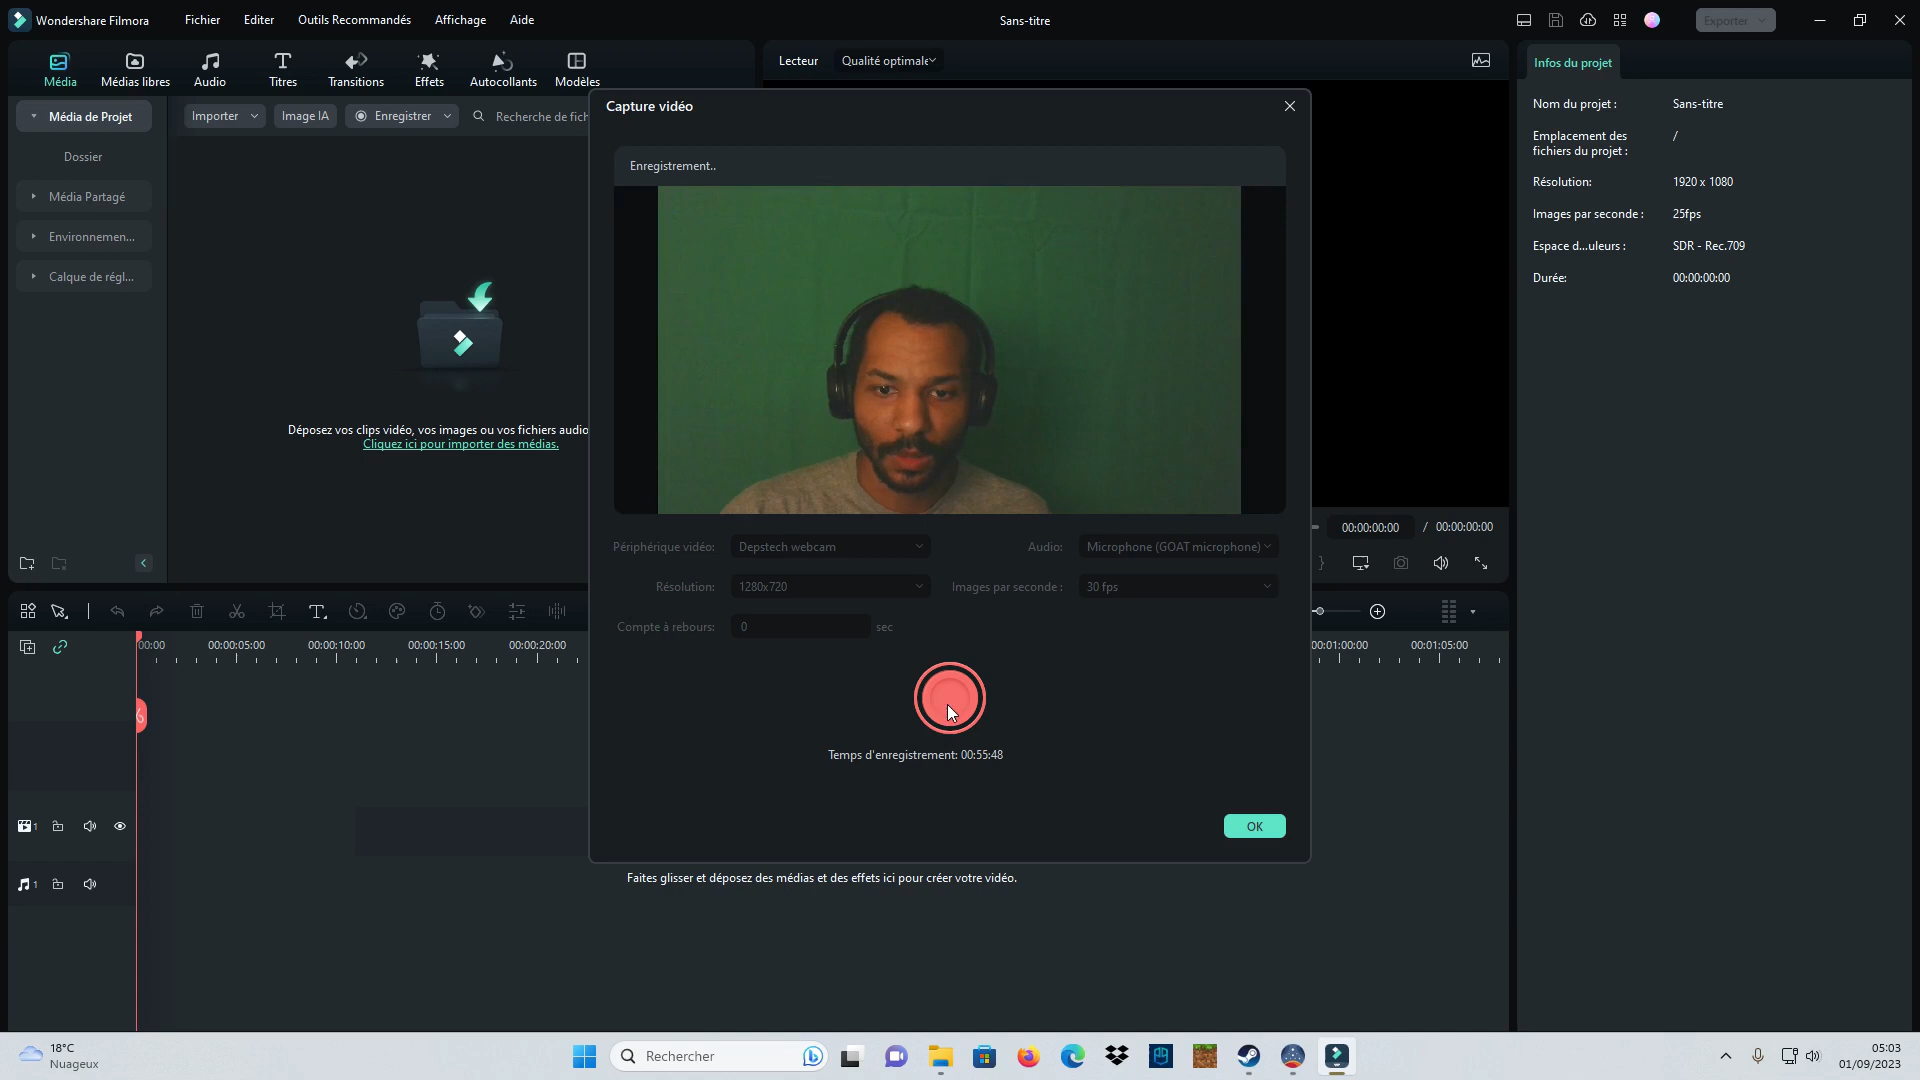 Wondershare Filmora
Fichier
Editer
Outils Recommandés
Affichage
Aide
Sans-titre
Exporter
Média
Médias libres
Audio
Titres
Transitions
Effets
Autocollants
Modèles
Lecteur
Qualité optimale
Infos du projet
Média de Projet
Importer
Image IA
Enregistrer
Recherche de fich
Capture vidéo
Nom du projet :
Sans-titre
Dossier
Emplacement des
fichiers du projet :
/
Média Partagé
Enregistrement..
Résolution:
1920 x 1080
Images par seconde :
25fps
Environnemen...
Espace d...uleurs :
SDR - Rec.709
Calque de régl...
Durée:
00:00:00:00
Déposez vos clips vidéo, vos images ou vos fichiers audio
Cliquez ici pour importer des médias.
00:00:00:00
/ 00:00:00:00
Périphérique vidéo:
Depstech webcam
Audio:
Microphone (GOAT microphone)
Résolution:
1280x720
Images par seconde :
30 fps
Compte à rebours:
0
sec
00:00
00:00:05:00
00:00:10:00
00:00:15:00
00:00:20:00
00:01:00:00
00:01:05:00
Temps d'enregistrement: 00:55:48
OK
1
1
Faites glisser et déposez des médias et des effets ici pour créer votre vidéo.
18°C
Nuageux
Rechercher
05:03
01/09/2023